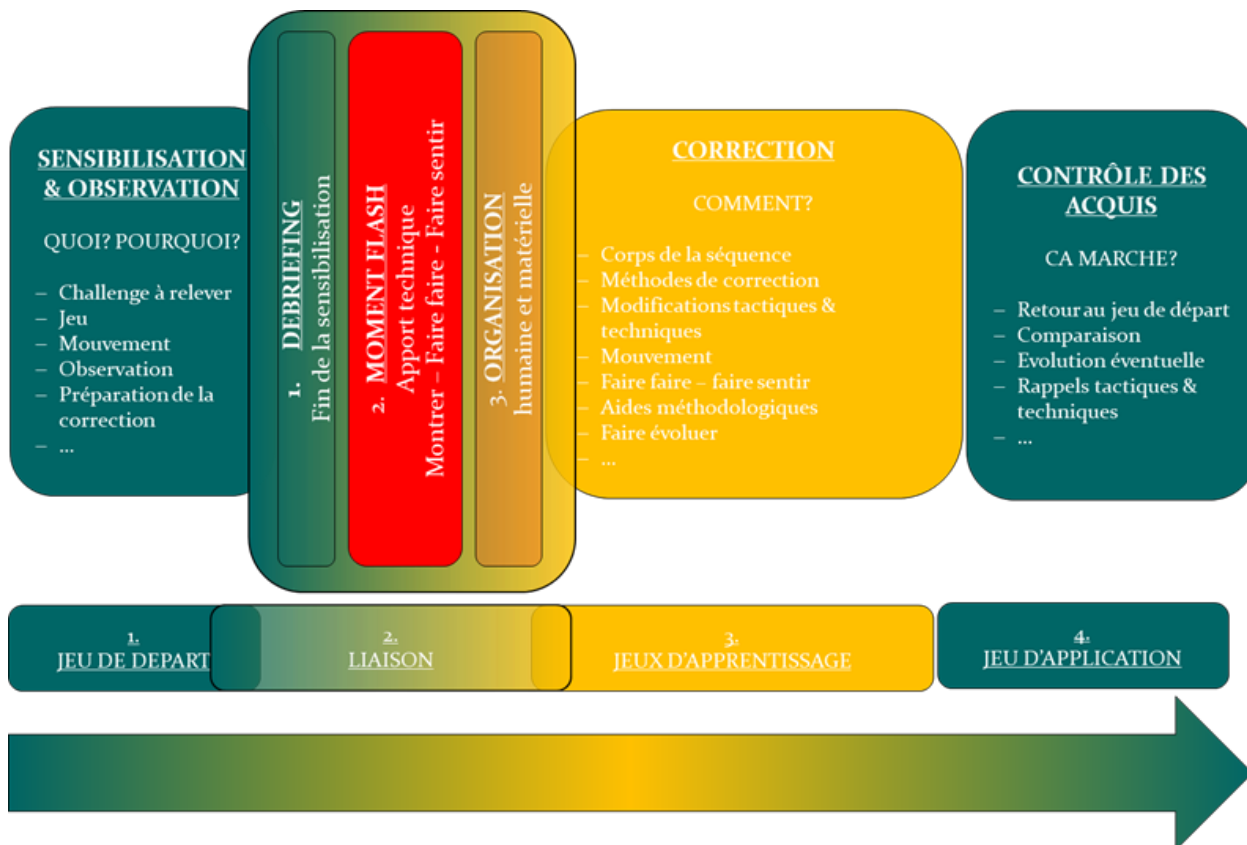 SENSIBILISATION
& OBSERVATION
QUOI? POURQUOI?
– Challenge à relever
– Jeu
– Mouvement
– Observation
– Préparation de la
correction
– ...
1. DEBRIEFING
Fin de la sensibilisation
2. MOMENT FLASH
Apport technique
Montrer – Faire faire - Faire sentir
3. ORGANISATION
humaine et matérielle
CORRECTION
COMMENT?
– Corps de la séquence
– Méthodes de correction
– Modifications tactiques &
techniques
– Mouvement
– Faire faire – faire sentir
– Aides méthodologiques
– Faire évoluer
– ...
CONTRÔLE DES
ACQUIS
CA MARCHE?
– Retour au jeu de départ
– Comparaison
– Evolution éventuelle
– Rappels tactiques &
techniques
– ...
1.
JEU DE DEPART
2.
LIAISON
3.
JEUX D'APPRENTISSAGE
4.
JEU D'APPLICATION